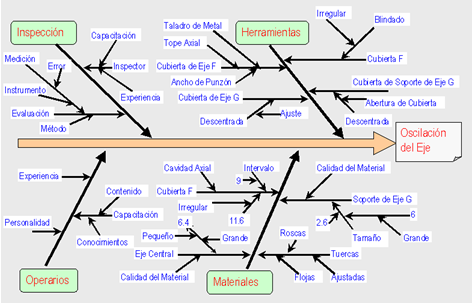 Inspección
Capacitación
Medición
Error
Inspector
Instrumento
Experiencia
Evaluación
Método
Herramientas
Irregular
Blindado
Taladro de Metal
Tope Axial
Cubierta F
Cubierta de Eje F
Ancho de Punzón
Cubierta de Soporte de Eje G
Cubierta de Eje G
Abertura de Cubierta
Ajuste
Descentrada
Descentrada
Oscilación
del Eje
Experiencia
Contenido
Personalidad
Capacitación
Conocimientos
Operarios
Cavidad Axial
Intervalo
9
Calidad del Material
Cubierta F
Soporte de Eje G
Irregular
11.6
6
6.4
2.6
Tamaño
Grande
Pequeño
Grande
Roscas
Eje Central
Tuercas
Calidad del Material
Flojas
Ajustadas
Materiales